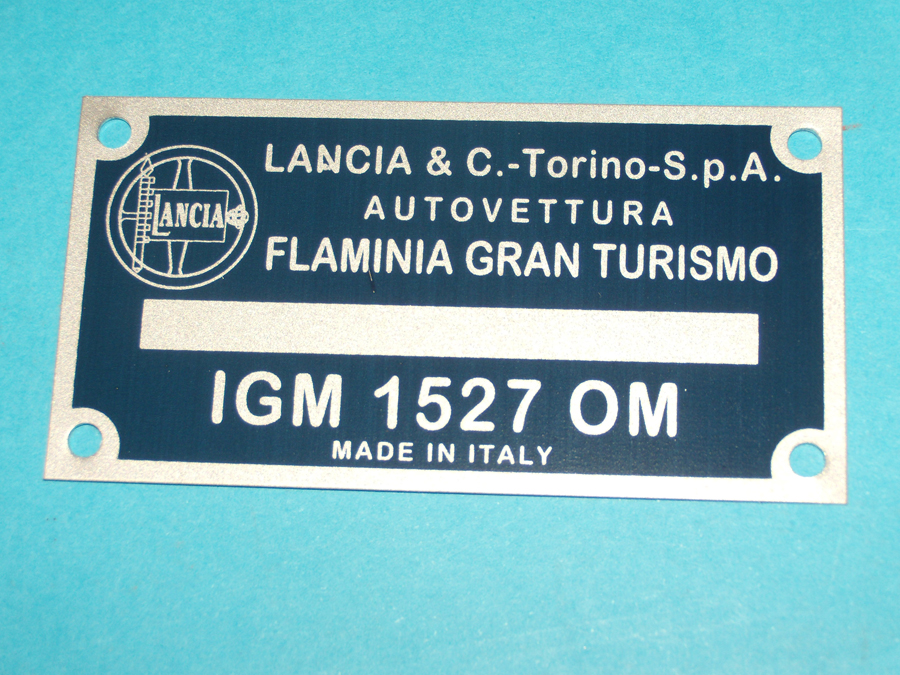 LANCIA & C.-Torino-S.p.A.
LANCIA
AUTOVETTURA
FLAMINIA GRAN TURISMO
IGM 1527 OM
MADE IN ITALY